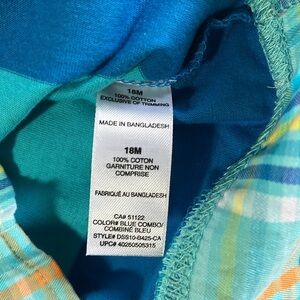 18M
100% COTTON
EXCLUSIVE OF TRIMMING
MADE IN BANGLADESH
18M
100% COTON
GARNITURE NON
COMPRISE
FABRIQUÉ AU BANGLADESH
CA# 51122
COLOR# BLUE COMBO/
COMBINÉ BLEU
STYLE# DSS10-B425-CA
UPC# 40260505315